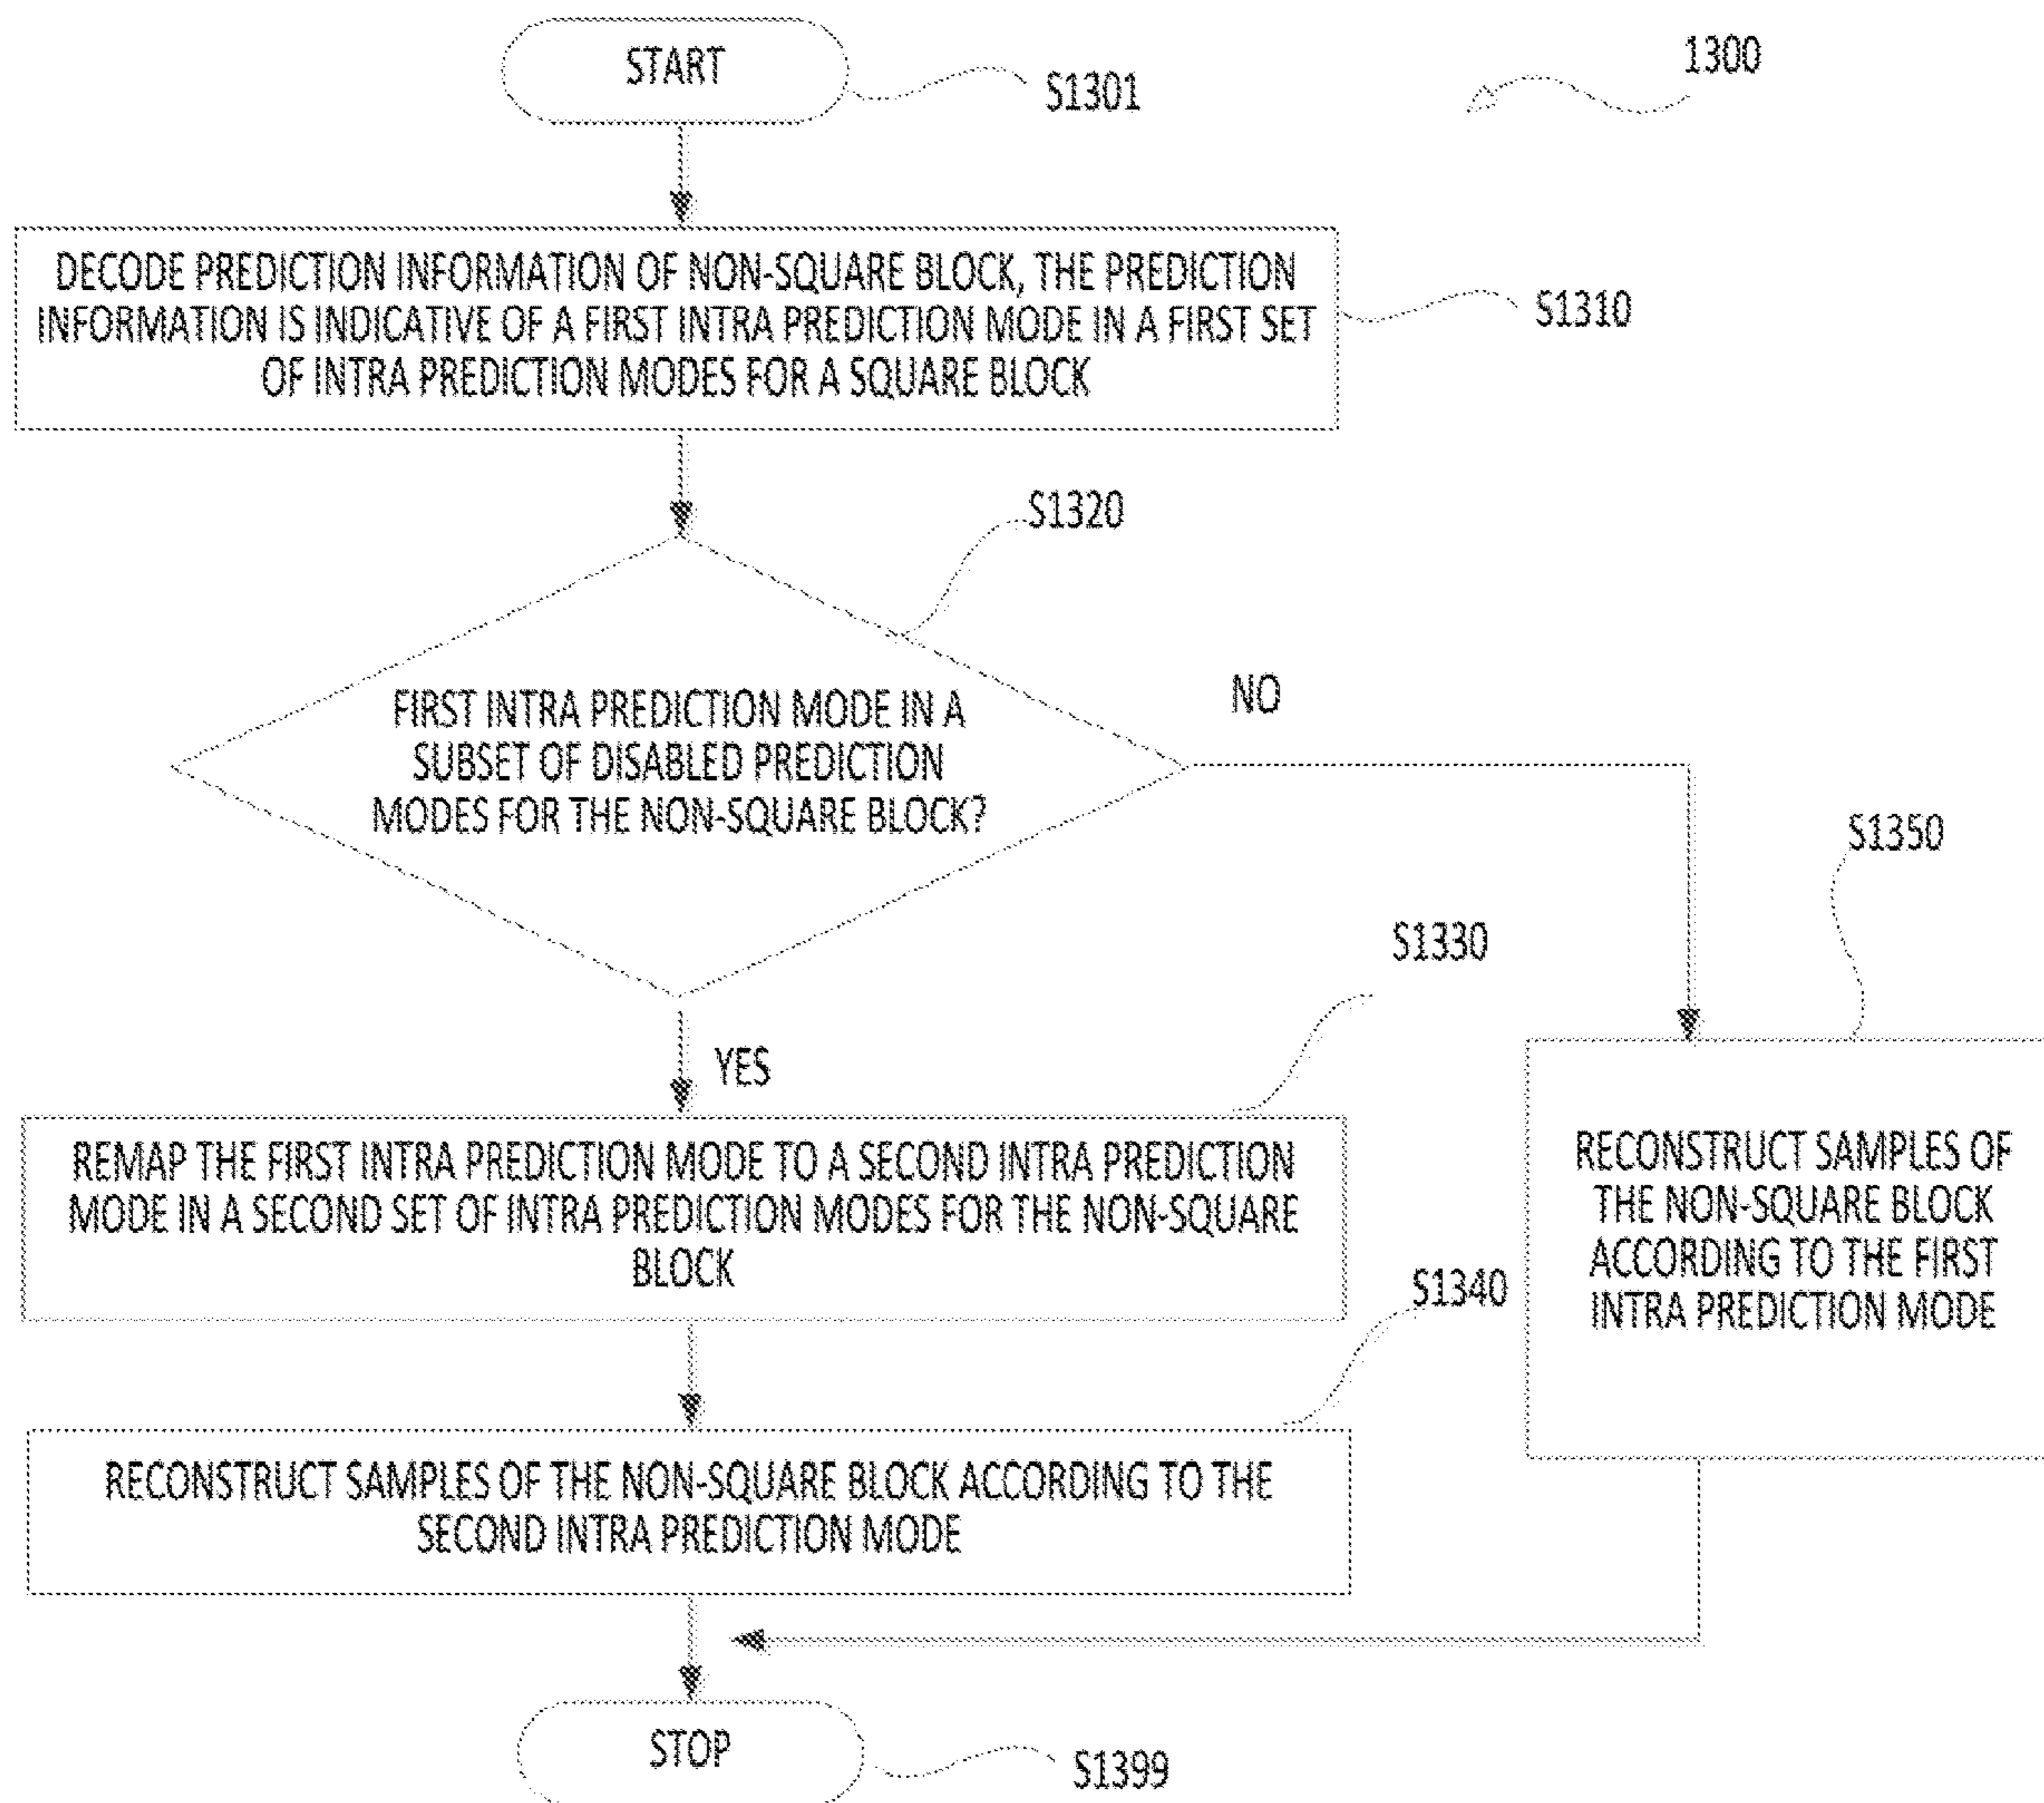 START
S1301
1300
DECODE PREDICTION INFORMATION OF NON-SQUARE BLOCK, THE PREDICTION
INFORMATION IS INDICATIVE OF A FIRST INTRA PREDICTION MODE IN A FIRST SET
OF INTRA PREDICTION MODES FOR A SQUARE BLOCK
S1310
S1320
FIRST INTRA PREDICTION MODE IN A
SUBSET OF DISABLED PREDICTION
MODES FOR THE NON-SQUARE BLOCK?
NO
YES
S1330
REMAP THE FIRST INTRA PREDICTION MODE TO A SECOND INTRA PREDICTION
MODE IN A SECOND SET OF INTRA PREDICTION MODES FOR THE NON-SQUARE
BLOCK
S1340
RECONSTRUCT SAMPLES OF THE NON-SQUARE BLOCK ACCORDING TO THE
SECOND INTRA PREDICTION MODE
S1350
RECONSTRUCT SAMPLES OF
THE NON-SQUARE BLOCK
ACCORDING TO THE FIRST
INTRA PREDICTION MODE
STOP
S1399